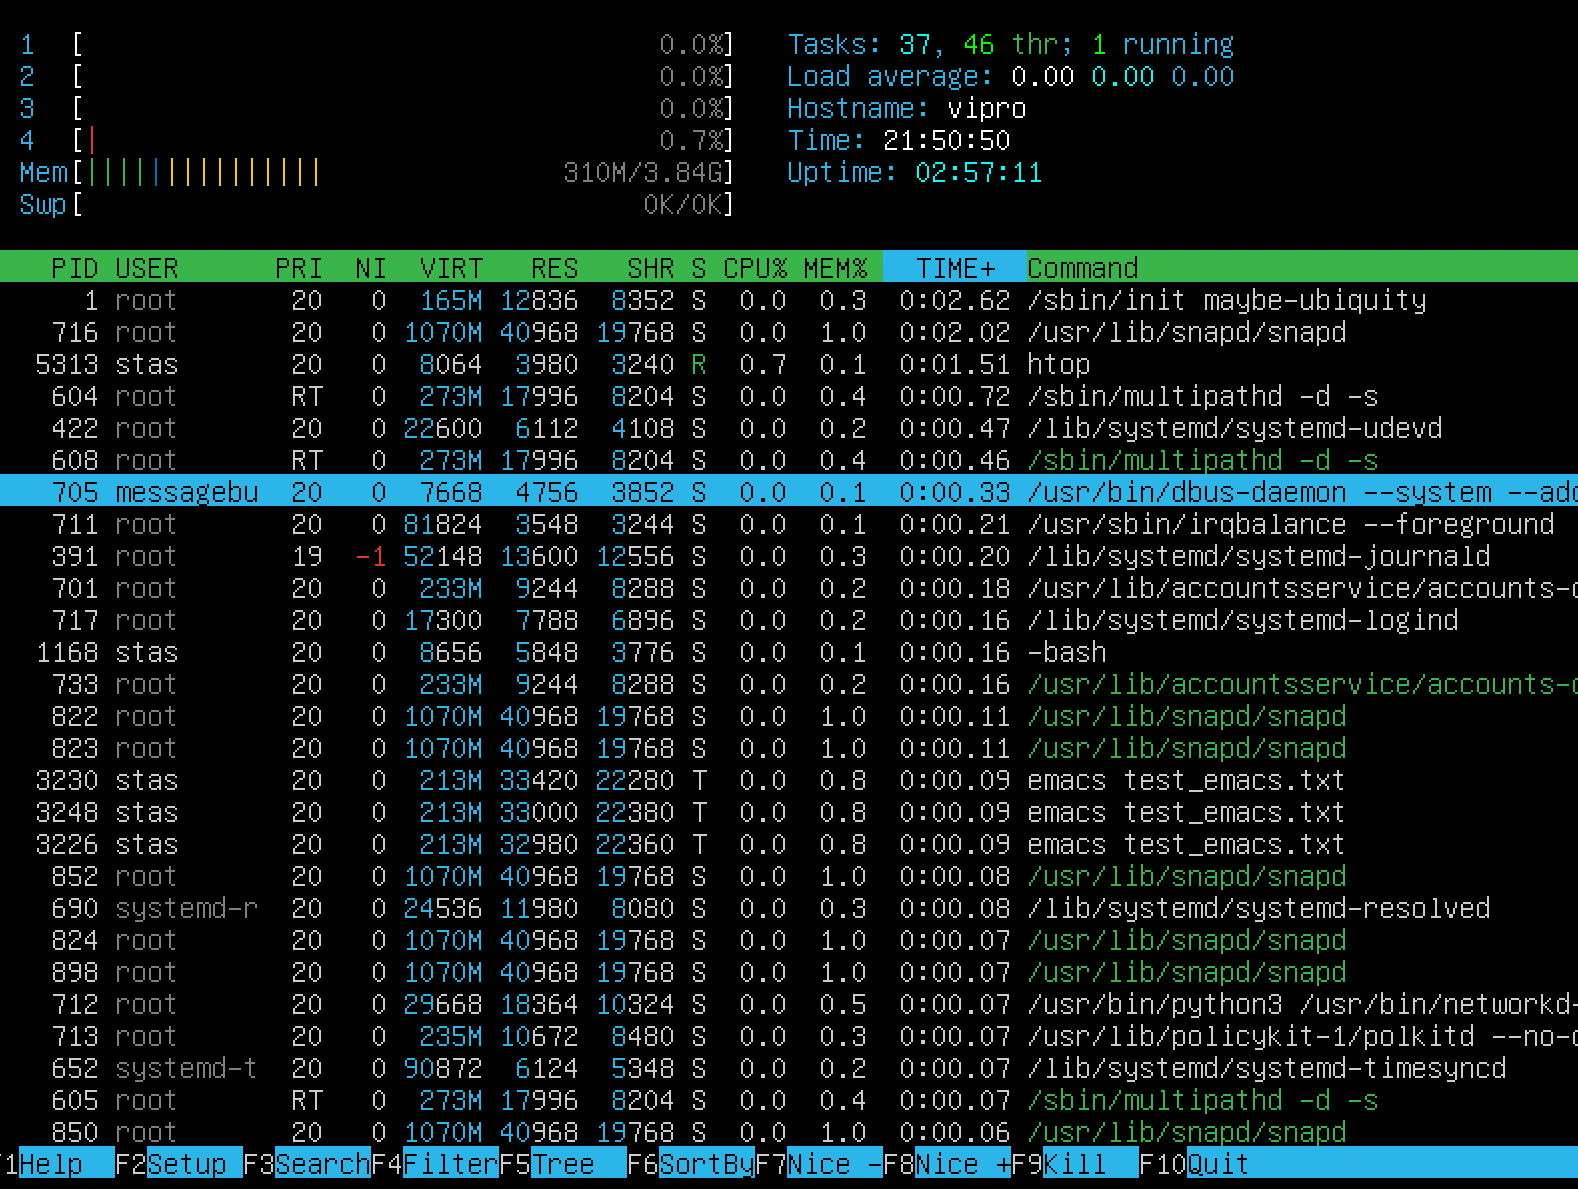 1 [ 0.0%] Tasks: 37, 46 thr; 1 running
2 [ 0.0%] Load average: 0.00 0.00 0.00
3 [ 0.0%] Hostname: vipro
4 [| 0.7%] Time: 21:50:50
Mem[||||||||||||||| 310M/3.84G] Uptime: 02:57:11
Swp[ 0K/0K]
PID USER PRI NI VIRT RES SHR S CPU% MEM% TIME+ Command
1 root 20 0 165M 12836 8352 S 0.0 0.3 0:02.62 /sbin/init maybe-ubiquity
716 root 20 0 1070M 40968 19768 S 0.0 1.0 0:02.02 /usr/lib/snapd/snapd
5313 stas 20 0 8064 3980 3240 R 0.7 0.1 0:01.51 htop
604 root RT 0 273M 17996 8204 S 0.0 0.4 0:00.72 /sbin/multipathd -d -s
422 root 20 0 22600 6112 4108 S 0.0 0.2 0:00.47 /lib/systemd/systemd-udevd
608 root RT 0 273M 17996 8204 S 0.0 0.4 0:00.46 /sbin/multipathd -d -s
705 messagebu 20 0 7668 4756 3852 S 0.0 0.1 0:00.33 /usr/bin/dbus-daemon --system --add
711 root 20 0 81824 3548 3244 S 0.0 0.1 0:00.21 /usr/sbin/irqbalance --foreground
391 root 19 -1 52148 13600 12556 S 0.0 0.3 0:00.20 /lib/systemd/systemd-journald
701 root 20 0 233M 9244 8288 S 0.0 0.2 0:00.18 /usr/lib/accountsservice/accounts-d
717 root 20 0 17300 7788 6896 S 0.0 0.2 0:00.16 /lib/systemd/systemd-logind
1168 stas 20 0 8656 5848 3776 S 0.0 0.1 0:00.16 -bash
733 root 20 0 233M 9244 8288 S 0.0 0.2 0:00.16 /usr/lib/accountsservice/accounts-d
822 root 20 0 1070M 40968 19768 S 0.0 1.0 0:00.11 /usr/lib/snapd/snapd
823 root 20 0 1070M 40968 19768 S 0.0 1.0 0:00.11 /usr/lib/snapd/snapd
3230 stas 20 0 213M 33420 22280 T 0.0 0.8 0:00.09 emacs test_emacs.txt
3248 stas 20 0 213M 33000 22380 T 0.0 0.8 0:00.09 emacs test_emacs.txt
3226 stas 20 0 213M 32980 22360 T 0.0 0.8 0:00.09 emacs test_emacs.txt
852 root 20 0 1070M 40968 19768 S 0.0 1.0 0:00.08 /usr/lib/snapd/snapd
690 systemd-r 20 0 24536 11980 8080 S 0.0 0.3 0:00.08 /lib/systemd/systemd-resolved
824 root 20 0 1070M 40968 19768 S 0.0 1.0 0:00.07 /usr/lib/snapd/snapd
898 root 20 0 1070M 40968 19768 S 0.0 1.0 0:00.07 /usr/lib/snapd/snapd
712 root 20 0 29668 18364 10324 S 0.0 0.5 0:00.07 /usr/bin/python3 /usr/bin/networkd-
713 root 20 0 235M 10672 8480 S 0.0 0.3 0:00.07 /usr/lib/policykit-1/polkitd --no-d
652 systemd-t 20 0 90872 6124 5348 S 0.0 0.2 0:00.07 /lib/systemd/systemd-timesyncd
605 root RT 0 273M 17996 8204 S 0.0 0.4 0:00.07 /sbin/multipathd -d -s
850 root 20 0 1070M 40968 19768 S 0.0 1.0 0:00.06 /usr/lib/snapd/snapd
F1Help F2Setup F3SearchF4FilterF5Tree F6SortByF7Nice -F8Nice +F9Kill F10Quit